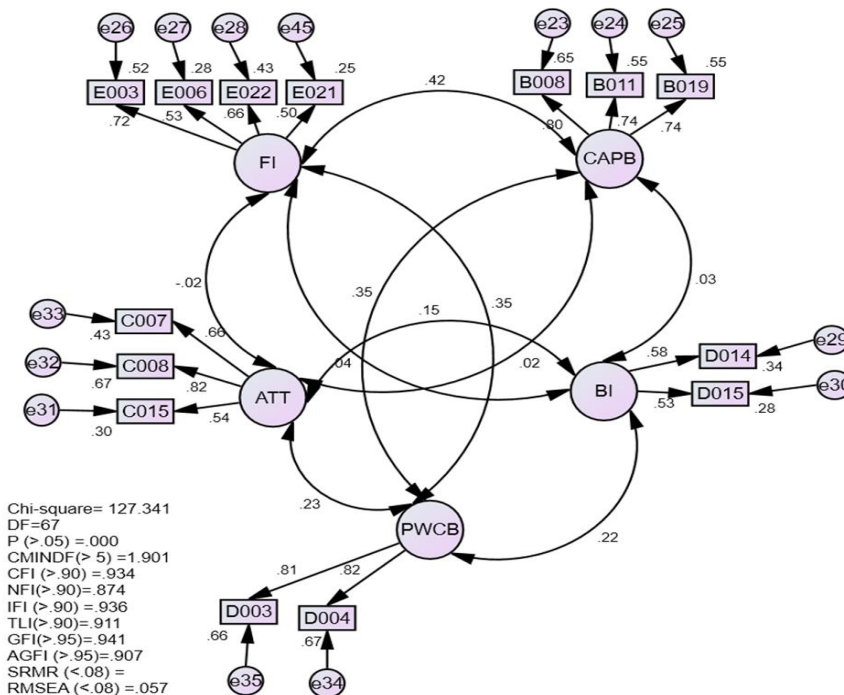 e26 e27 e28 e45 e23 e24 e25
.52 .28 .43 .25 .65 .55 .55
E003 E006 E022 E021 B008 B011 B019
.72 .53 .66 .50 .42 .80 .74 .74
FI CAPB
-.02 .35 .15 .35 .03
e33 C007
.43 .66
e32 C008 .04 .02 .58 D014 e29
.67 .82 .34
ATT BI
e31 C015 .54 .53 D015 e30
.30 .28
.23 PWCB .22
.81 .82
D003 D004
.66 .67
e35 e34
Chi-square= 127.341
DF=67
P (>.05) =.000
CMINDF(> 5) =1.901
CFI (>.90) =.934
NFI(>.90)=.874
IFI (>.90) =.936
TLI(>.90)=.911
GFI(>.95)=.941
AGFI (>.95)=.907
SRMR (<.08) =
RMSEA (<.08) =.057